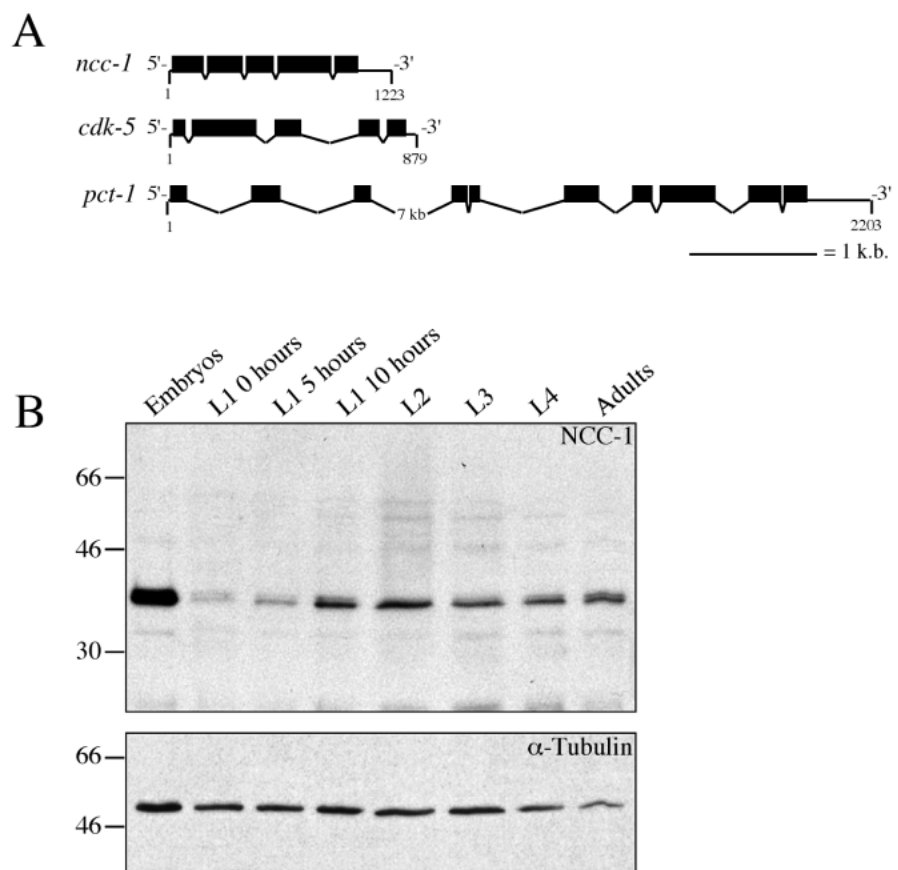 A
ncc-1 5'- -3'
1 1223
cdk-5 5'- -3'
1 879
pct-1 5'- -3'
7 kb
1 2203
= 1 k.b.
B
Embryos L1 0 hours L1 5 hours L1 10 hours L2 L3 L4 Adults
NCC-1
66
46
30
α-Tubulin
66
46